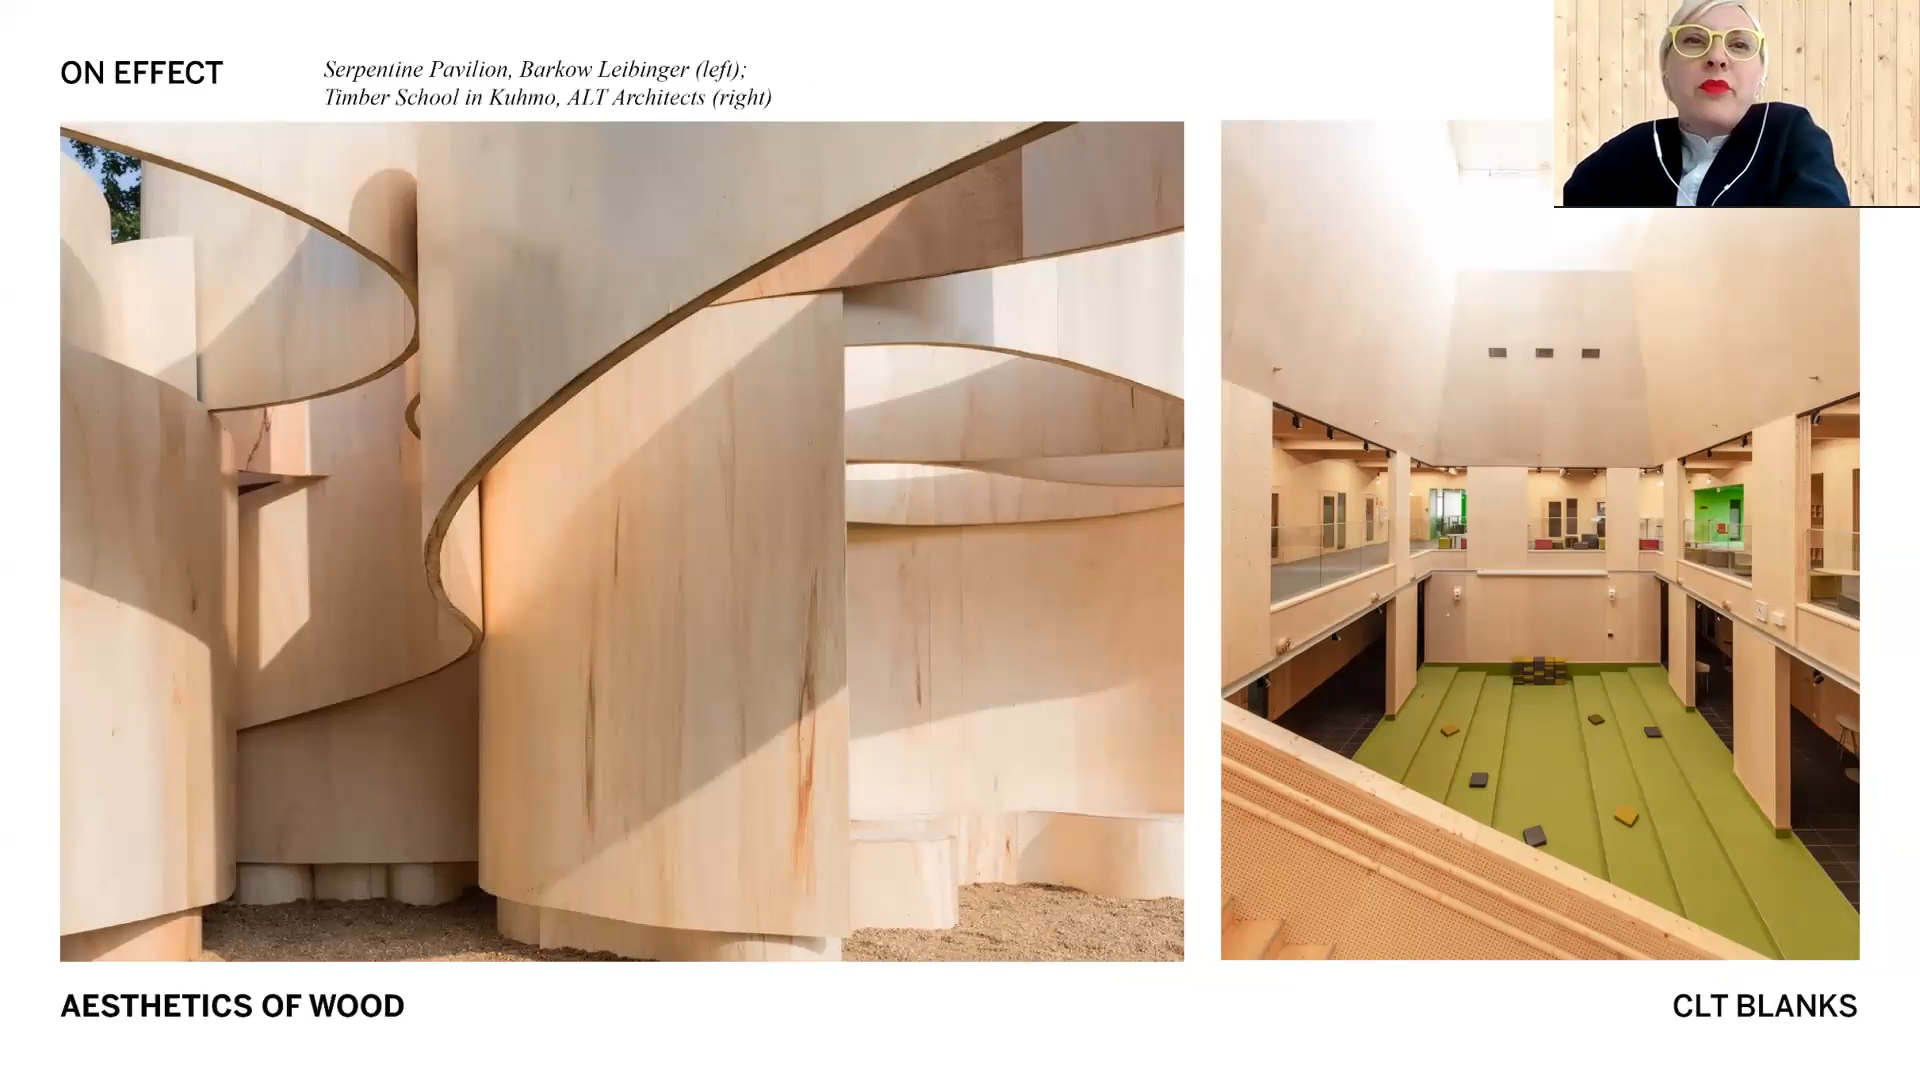 ON EFFECT
Serpentine Pavilion, Barkow Leibinger (left);
Timber School in Kuhmo, ALT Architects (right)
AESTHETICS OF WOOD
CLT BLANKS